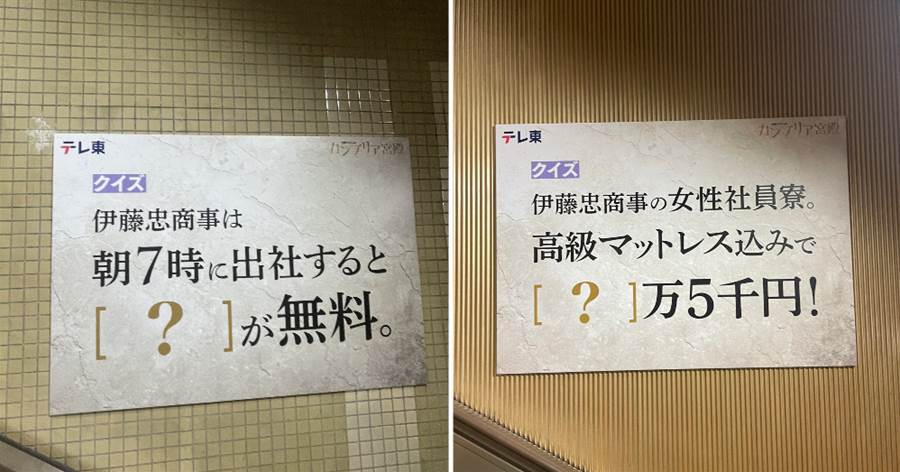 テレ東
カンブリア宮殿
クイズ
伊藤忠商事は
朝7時に出社すると
[ ? ]が無料。
テレ東
カンブリア宮殿
クイズ
伊藤忠商事の女性社員寮。
高級マットレス込みで
[ ? ]万5千円!